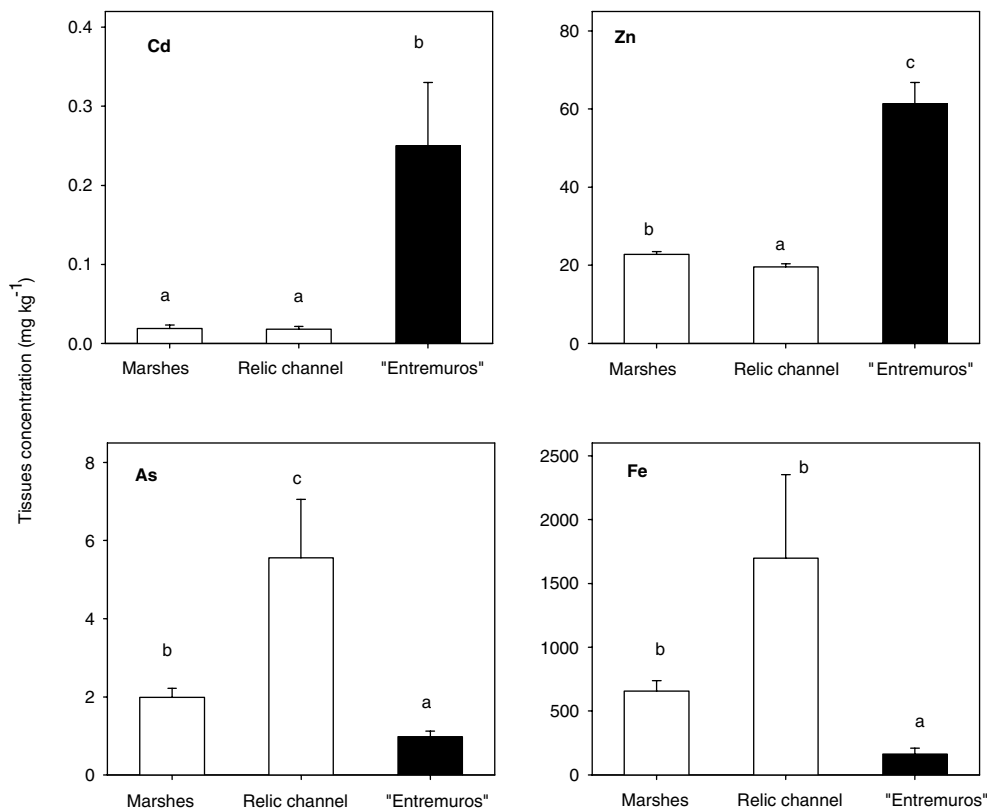 Tissues concentration (mg kg-1)
Cd
0.4
0.3
0.2
0.1
0.0
a
a
b
Marshes
Relic channel
"Entremuros"
Zn
80
60
40
20
0
b
a
c
Marshes
Relic channel
"Entremuros"
As
8
6
4
2
0
b
c
a
Marshes
Relic channel
"Entremuros"
Fe
2500
2000
1500
1000
500
0
b
b
a
Marshes
Relic channel
"Entremuros"